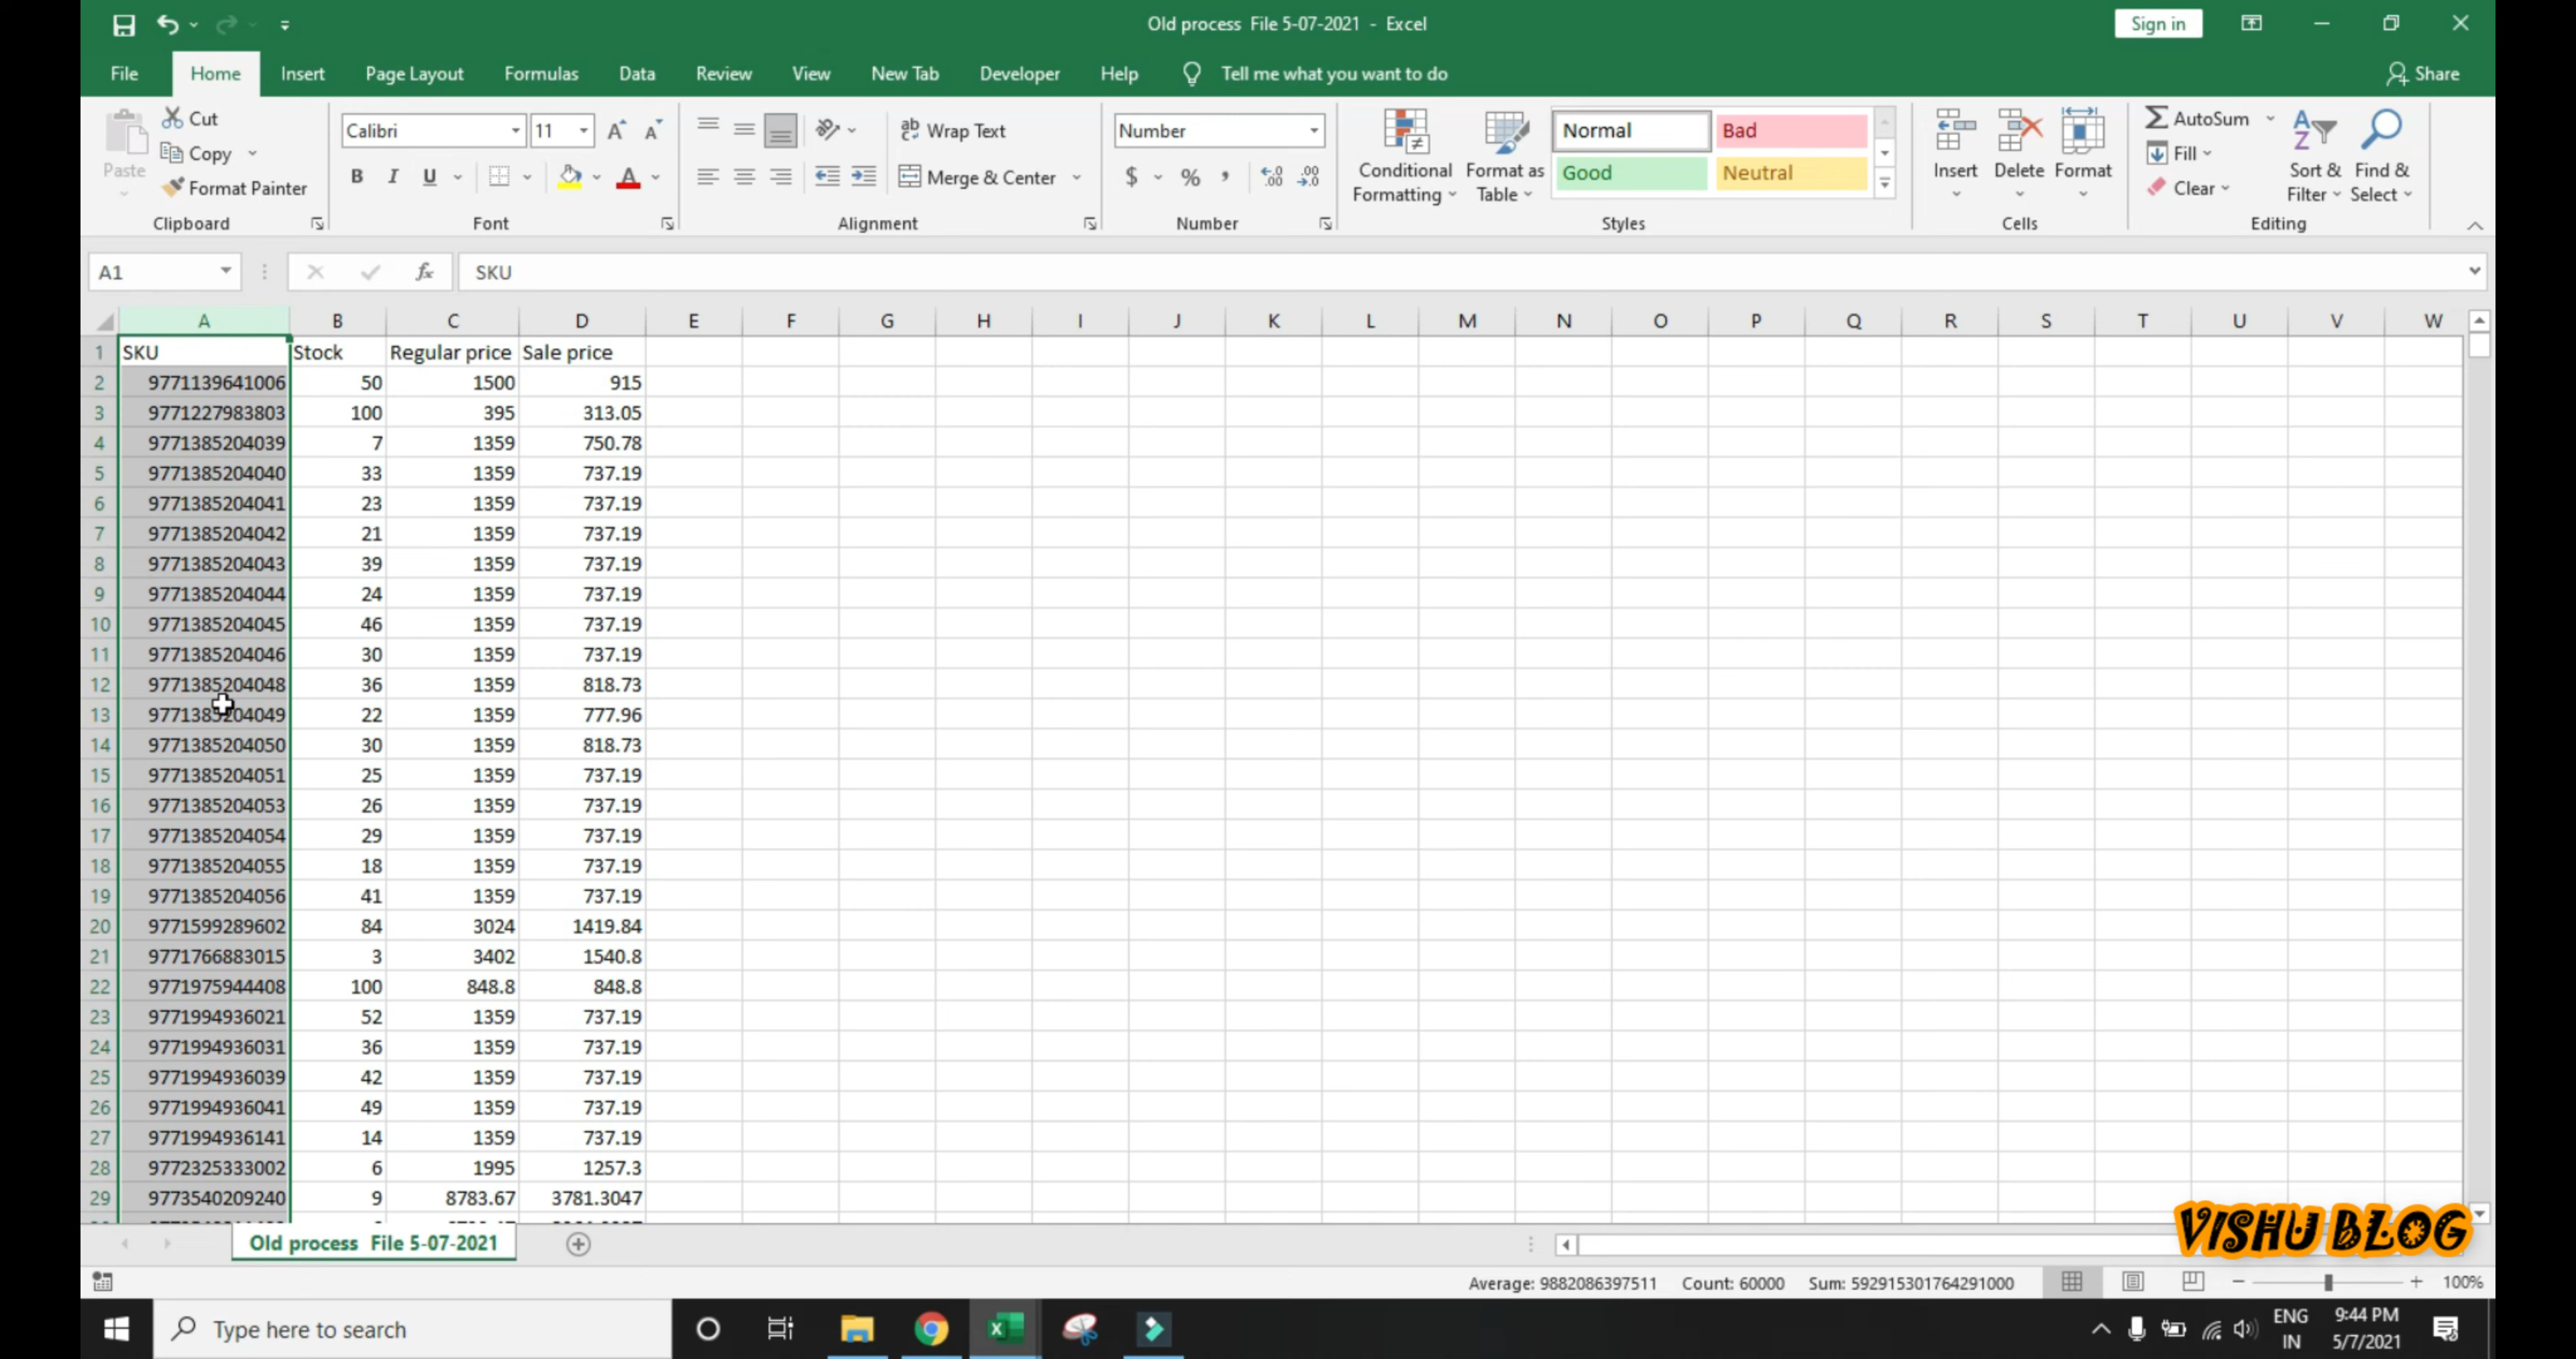 Old process File 5-07-2021 - Excel
Sign in
File Home Insert Page Layout Formulas Data Review View New Tab Developer Help Tell me what you want to do Share
Paste
Cut
Copy
Format Painter
Clipboard
Calibri 11
B I U A
Font
ab Wrap Text
Merge & Center
Alignment
Number
$ % ,
Number
Conditional Formatting
Format as Table
Normal Bad
Good Neutral
Styles
Insert Delete Format
Cells
AutoSum
Fill
Clear
Sort & Filter
Find & Select
Editing
A1 fx SKU
A B C D E F G H I J K L M N O P Q R S T U V W
1 SKU Stock Regular price Sale price
2 9771139641006 50 1500 915
3 9771227983803 100 395 313.05
4 9771385204039 7 1359 750.78
5 9771385204040 33 1359 737.19
6 9771385204041 23 1359 737.19
7 9771385204042 21 1359 737.19
8 9771385204043 39 1359 737.19
9 9771385204044 24 1359 737.19
10 9771385204045 46 1359 737.19
11 9771385204046 30 1359 737.19
12 9771385204048 36 1359 818.73
13 9771385204049 22 1359 777.96
14 9771385204050 30 1359 818.73
15 9771385204051 25 1359 737.19
16 9771385204053 26 1359 737.19
17 9771385204054 29 1359 737.19
18 9771385204055 18 1359 737.19
19 9771385204056 41 1359 737.19
20 9771599289602 84 3024 1419.84
21 9771766883015 3 3402 1540.8
22 9771975944408 100 848.8 848.8
23 9771994936021 52 1359 737.19
24 9771994936031 36 1359 737.19
25 9771994936039 42 1359 737.19
26 9771994936041 49 1359 737.19
27 9771994936141 14 1359 737.19
28 9772325333002 6 1995 1257.3
29 9773540209240 9 8783.67 3781.3047
VISHU BLOG
Old process File 5-07-2021
Average: 9882086397511 Count: 60000 Sum: 592915301764291000 100%
Type here to search
ENG IN
9:44 PM
5/7/2021